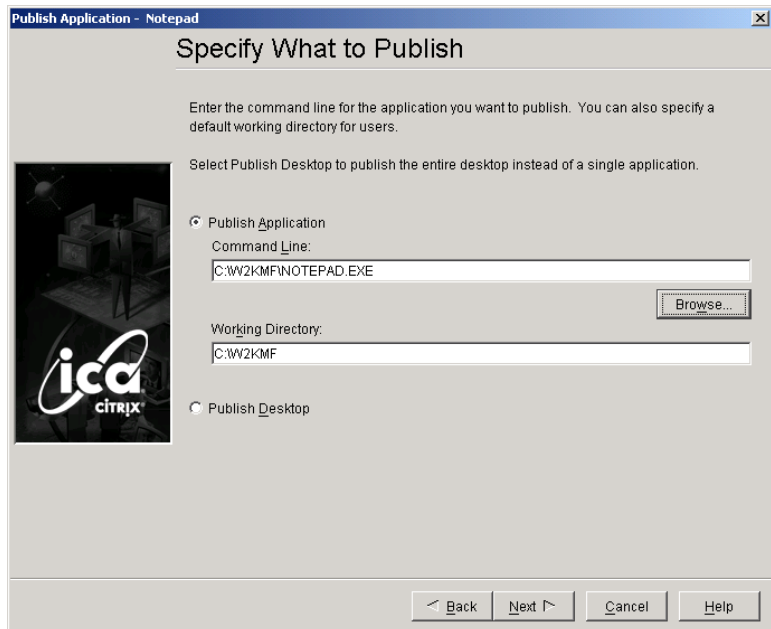 Publish Application - Notepad
Specify What to Publish
Enter the command line for the application you want to publish. You can also specify a
default working directory for users.
Select Publish Desktop to publish the entire desktop instead of a single application.
Publish Application
Command Line:
C:\W2KMF\NOTEPAD.EXE
Browse...
Working Directory:
C:\W2KMF
Publish Desktop
ica
CITRIX®
Back Next Cancel Help